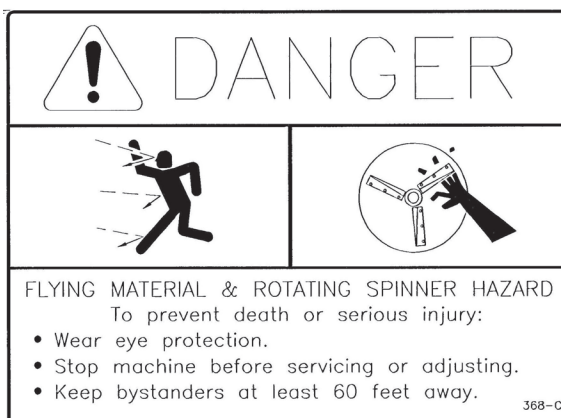 DANGER
FLYING MATERIAL & ROTATING SPINNER HAZARD
To prevent death or serious injury:
• Wear eye protection.
• Stop machine before servicing or adjusting.
• Keep bystanders at least 60 feet away.